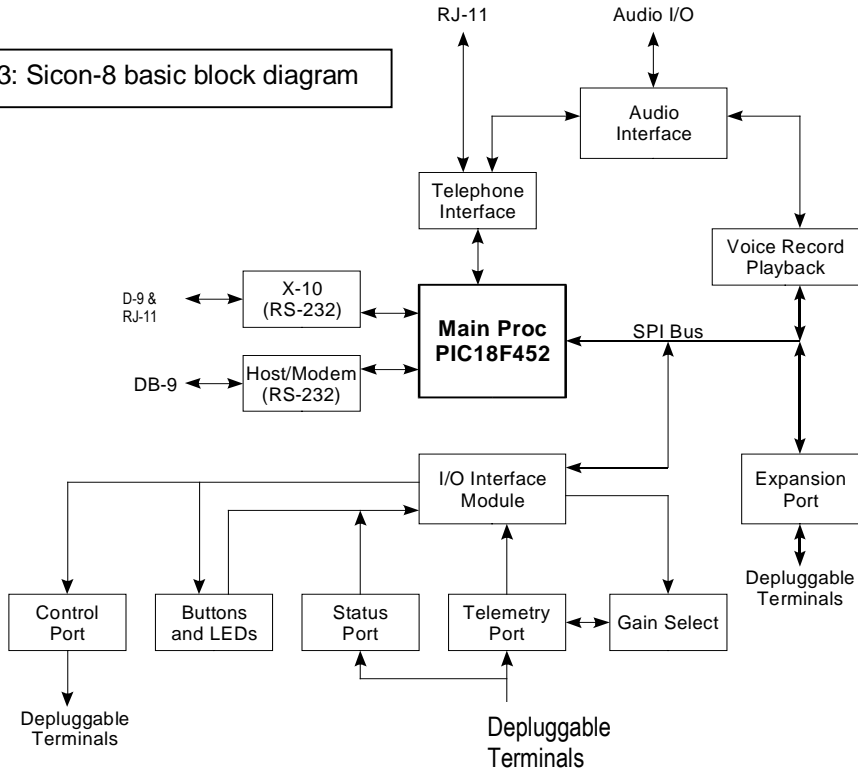 RJ-11
Audio I/O
3: Sicon-8 basic block diagram
Audio
Interface
Telephone
Interface
Voice Record
Playback
X-10
(RS-232)
D-9 &
RJ-11
Main Proc
PIC18F452
SPI Bus
DB-9
Host/Modem
(RS-232)
I/O Interface
Module
Expansion
Port
Depluggable
Terminals
Control
Port
Buttons
and LEDs
Status
Port
Telemetry
Port
Gain Select
Depluggable
Terminals
Depluggable
Terminals